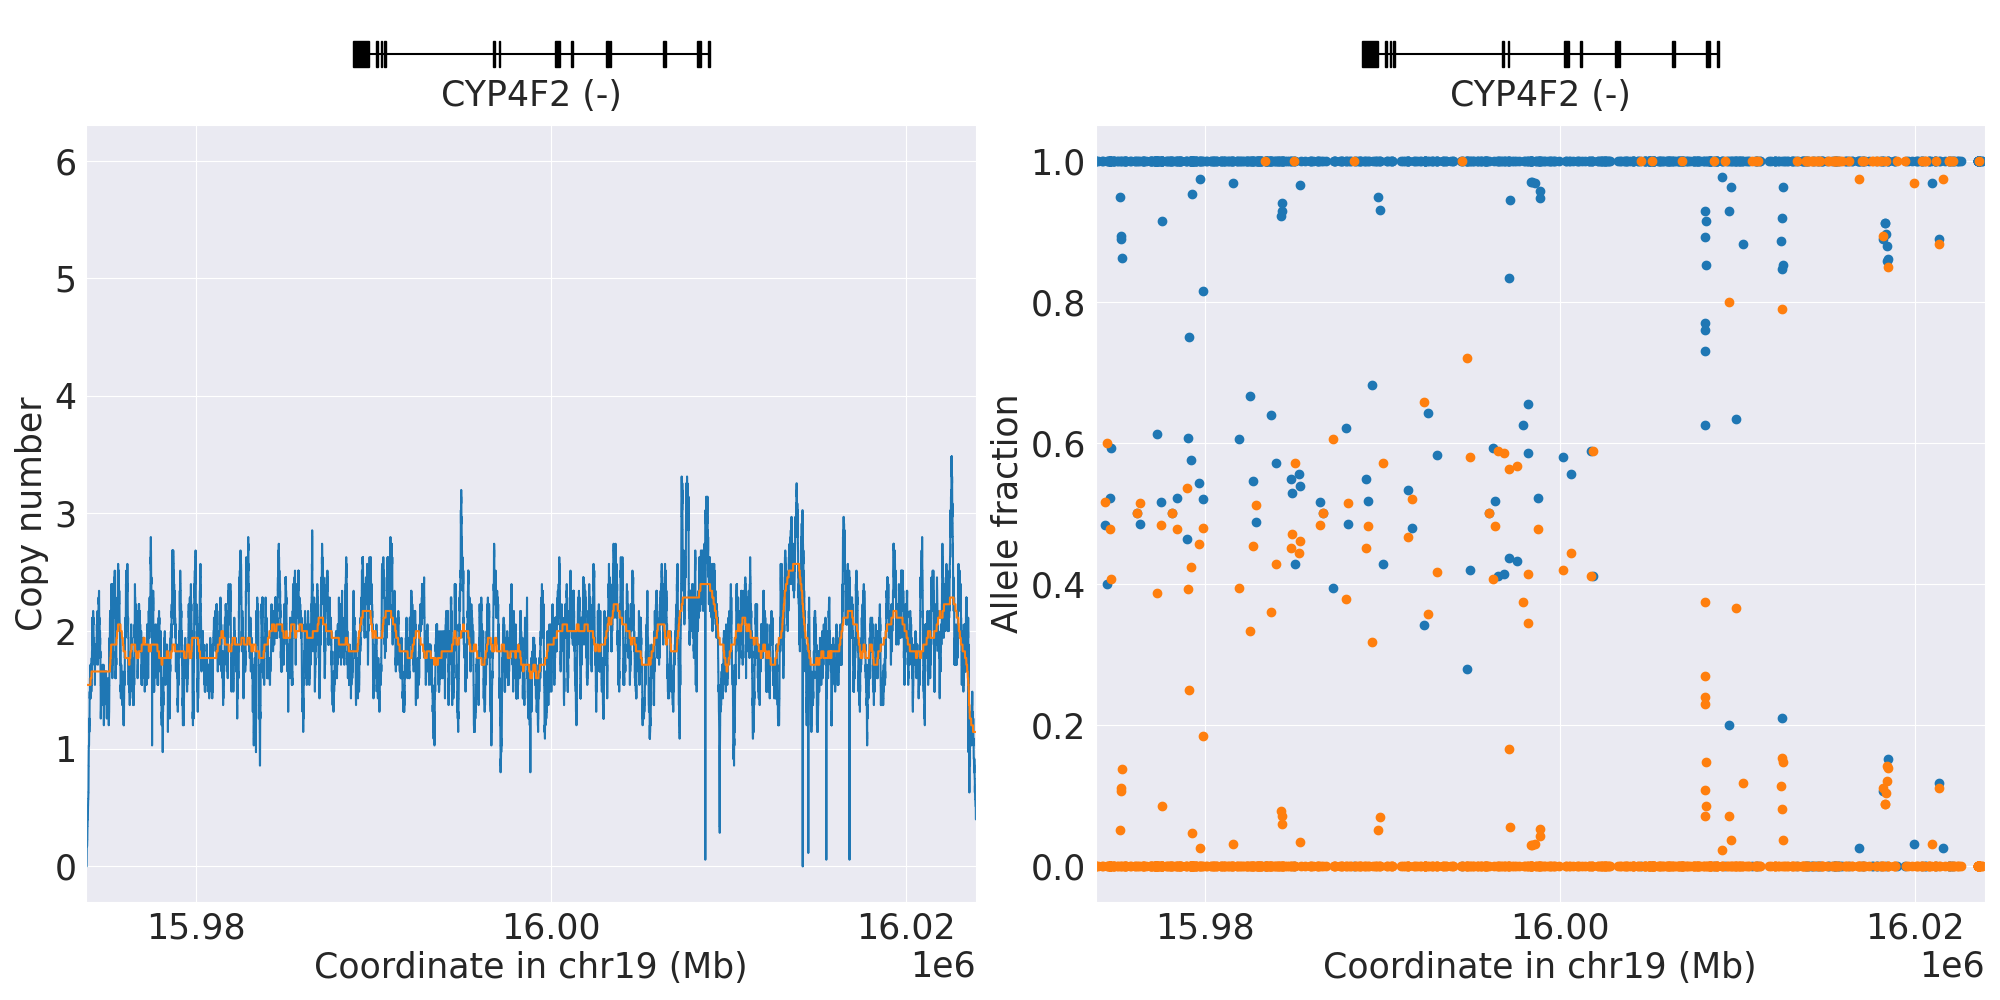 CYP4F2 (-)
6
5
4
3
2
1
0
Copy number
15.98
16.00
16.02
Coordinate in chr19 (Mb)
1e6
CYP4F2 (-)
1.0
0.8
0.6
0.4
0.2
0.0
Allele fraction
15.98
16.00
16.02
Coordinate in chr19 (Mb)
1e6